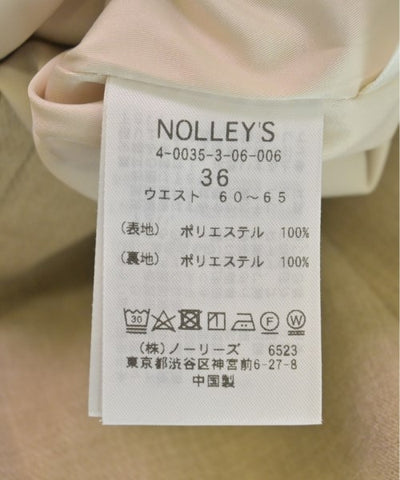 NOLLEY'S
4-0035-3-06-006
36
ウエスト 60～65
(表地) ポリエステル 100%
(裏地) ポリエステル 100%
30 F W
(株)ノーリーズ 6523
東京都渋谷区神宮前6-27-8
中国製